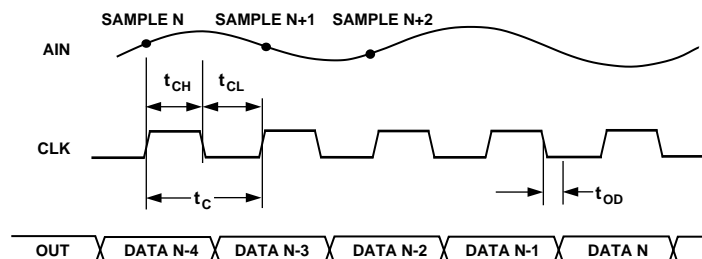 SAMPLE N SAMPLE N+1 SAMPLE N+2
AIN
tCH tCL
CLK
tC
tOD
OUT DATA N-4 DATA N-3 DATA N-2 DATA N-1 DATA N